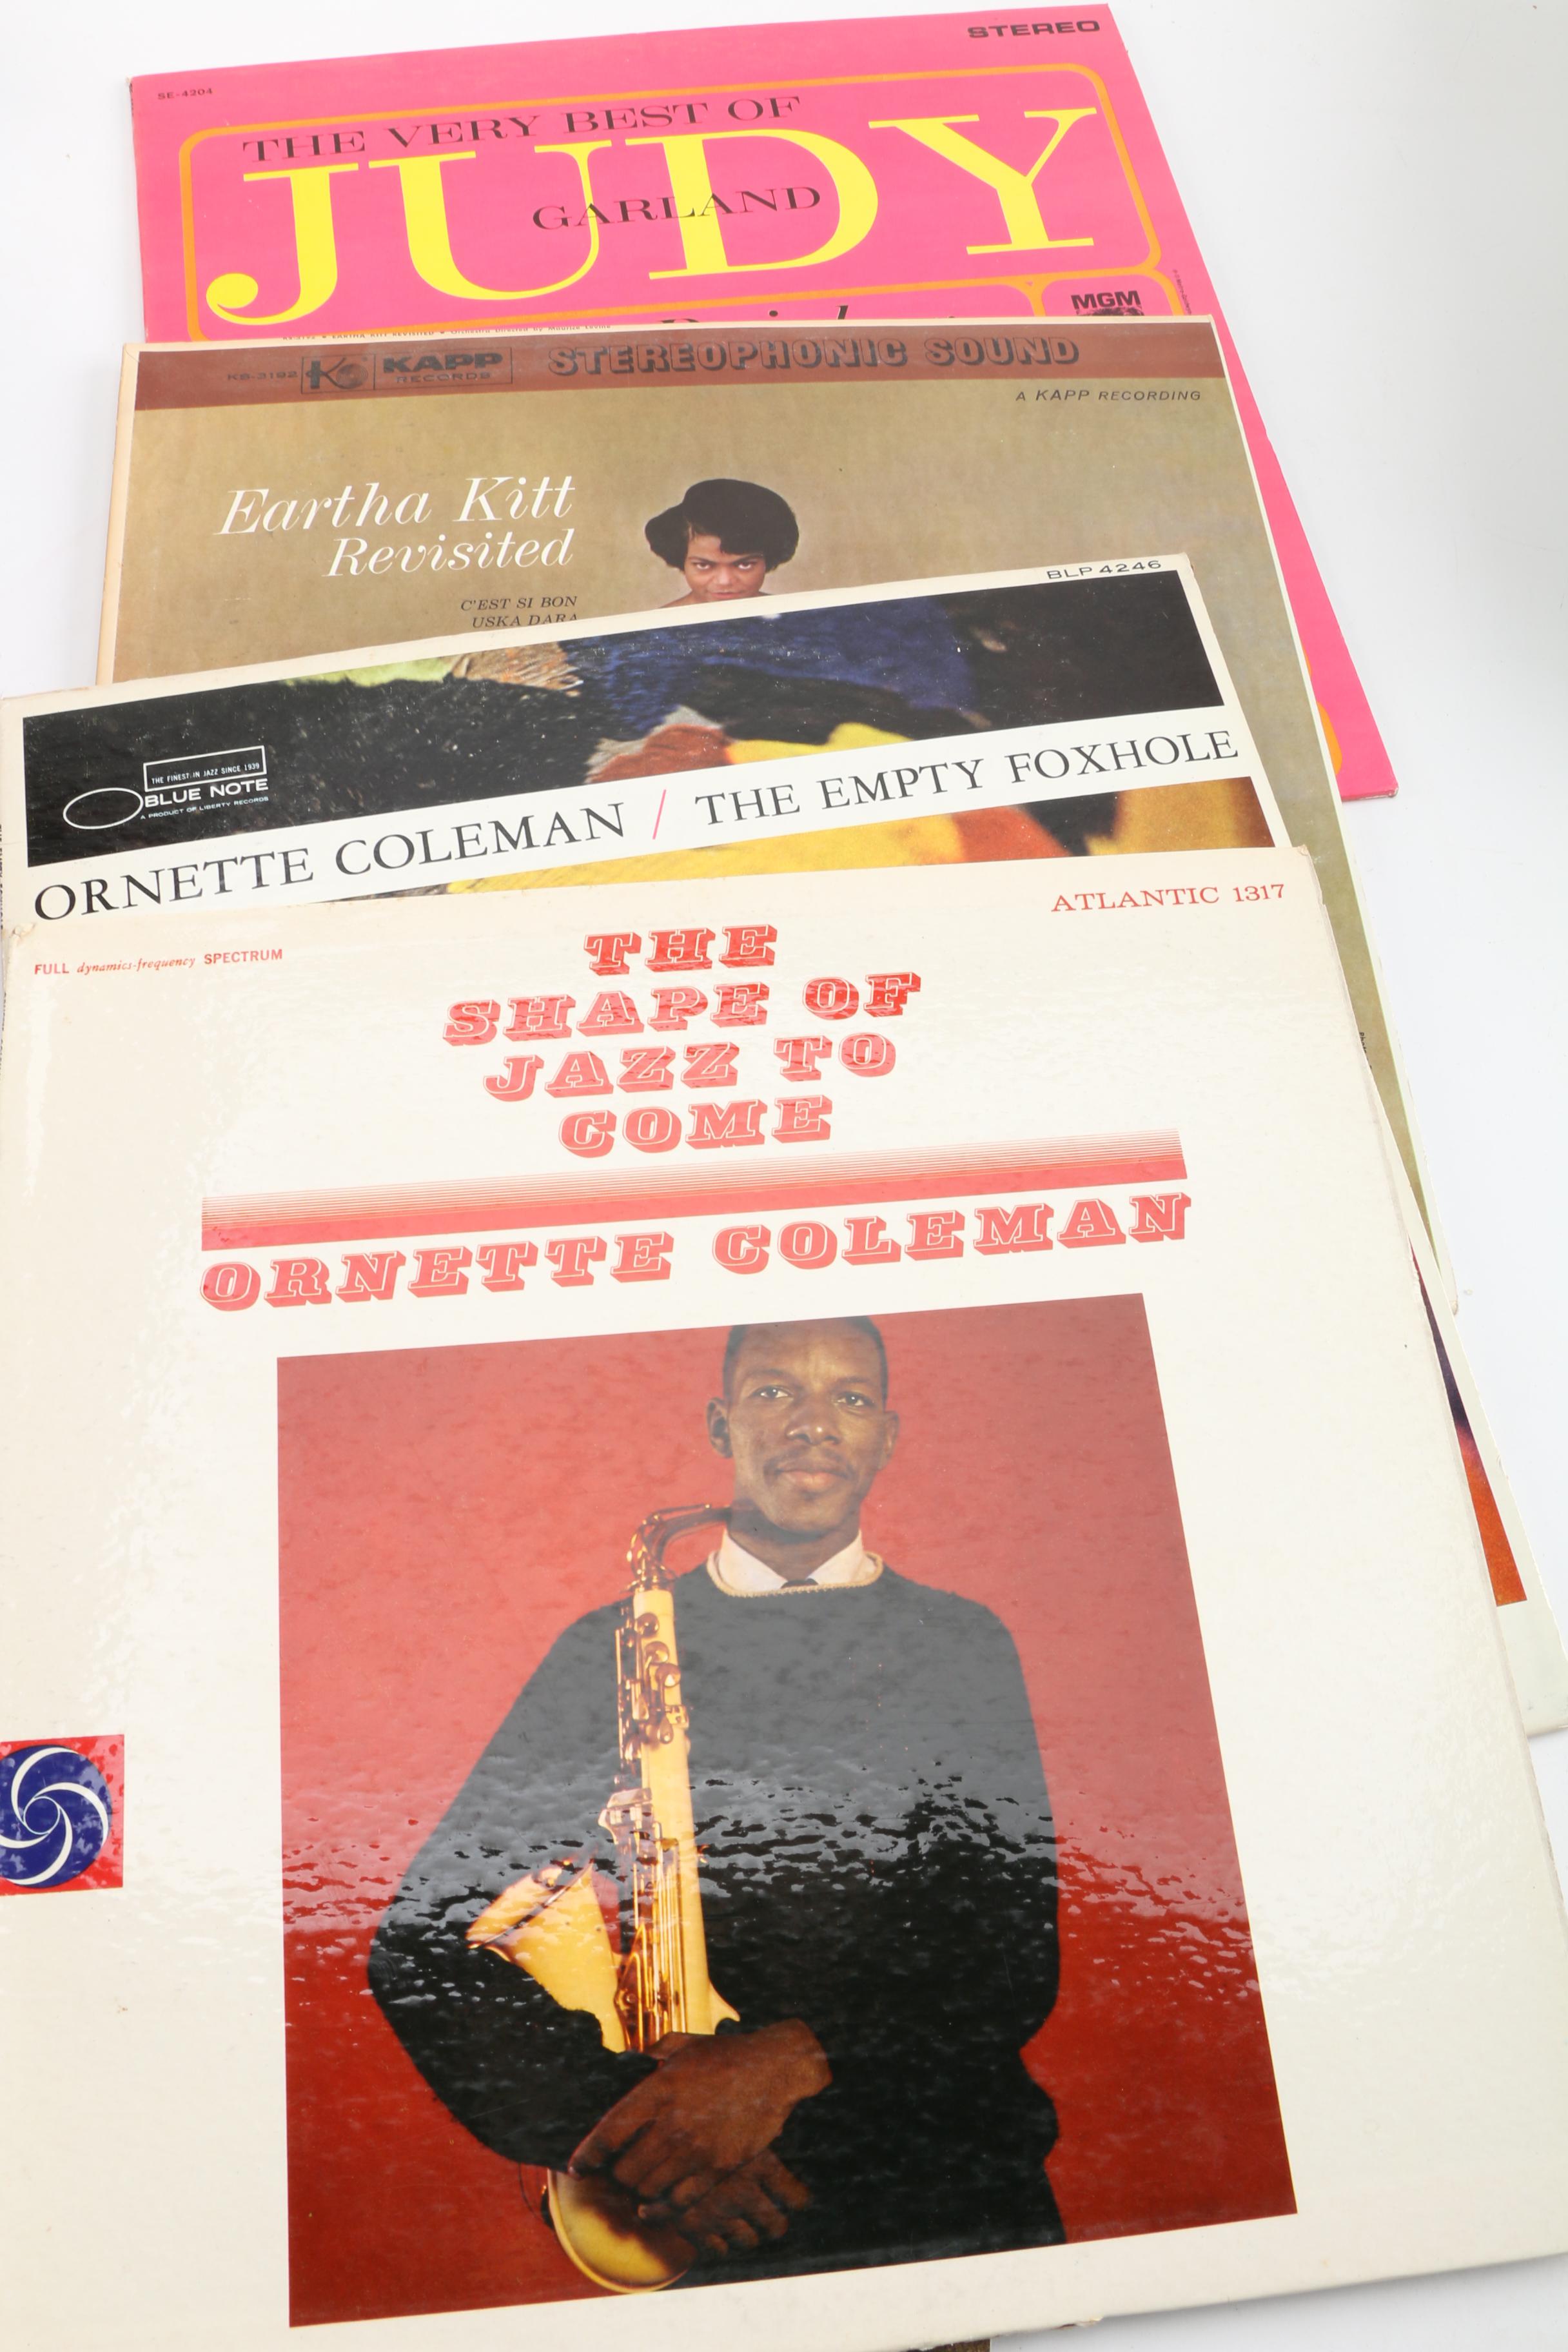 STEREO
SE-4204
THE VERY BEST OF
JUDY
GARLAND
MGM
KS-3192
KAPP
RECORDS
STEREOPHONIC SOUND
A KAPP RECORDING
Eartha Kitt
Revisited
C'EST SI BON
USKA DARA
BLP 4246
THE FINEST IN JAZZ SINCE 1939
BLUE NOTE
A PRODUCT OF LIBERTY RECORDS
ORNETTE COLEMAN / THE EMPTY FOXHOLE
ATLANTIC 1317
FULL dynamics-frequency SPECTRUM
THE
SHAPE OF
JAZZ TO
COME
ORNETTE COLEMAN